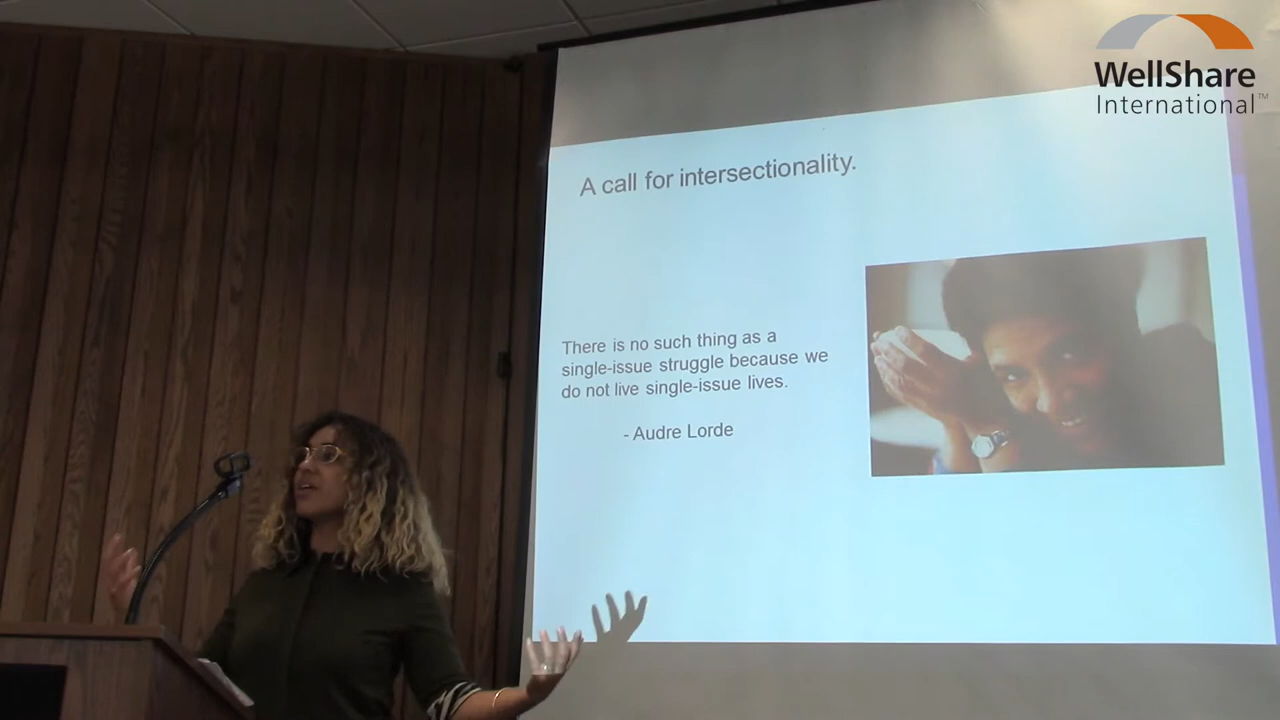 WellShare
International™
A call for intersectionality.
There is no such thing as a
single-issue struggle because we
do not live single-issue lives.
- Audre Lorde